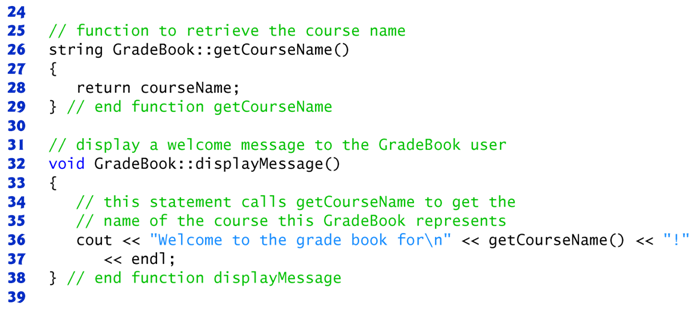 24
25 // function to retrieve the course name
26 string GradeBook::getCourseName()
27 {
28    return courseName;
29 } // end function getCourseName
30
31 // display a welcome message to the GradeBook user
32 void GradeBook::displayMessage()
33 {
34    // this statement calls getCourseName to get the
35    // name of the course this GradeBook represents
36    cout << "Welcome to the grade book for\n" << getCourseName() << "!"
37       << endl;
38 } // end function displayMessage
39